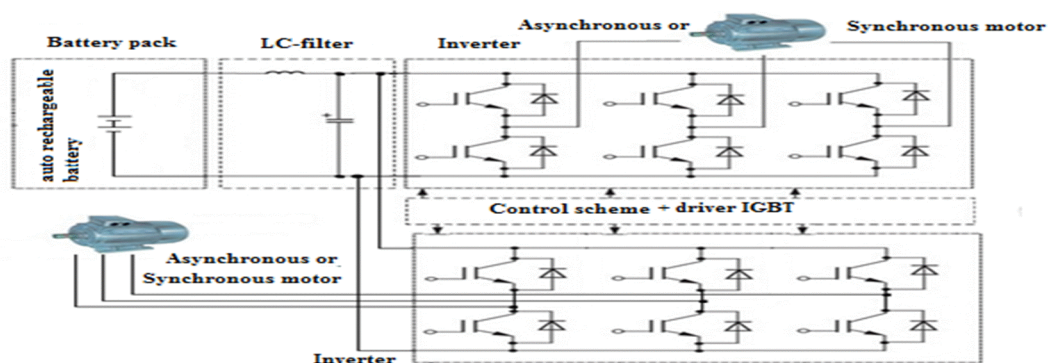 Asynchronous or
Synchronous motor
Battery pack
LC-filter
Inverter
auto rechargeable
battery
Control scheme + driver IGBT
Asynchronous or
Synchronous motor
Inverter